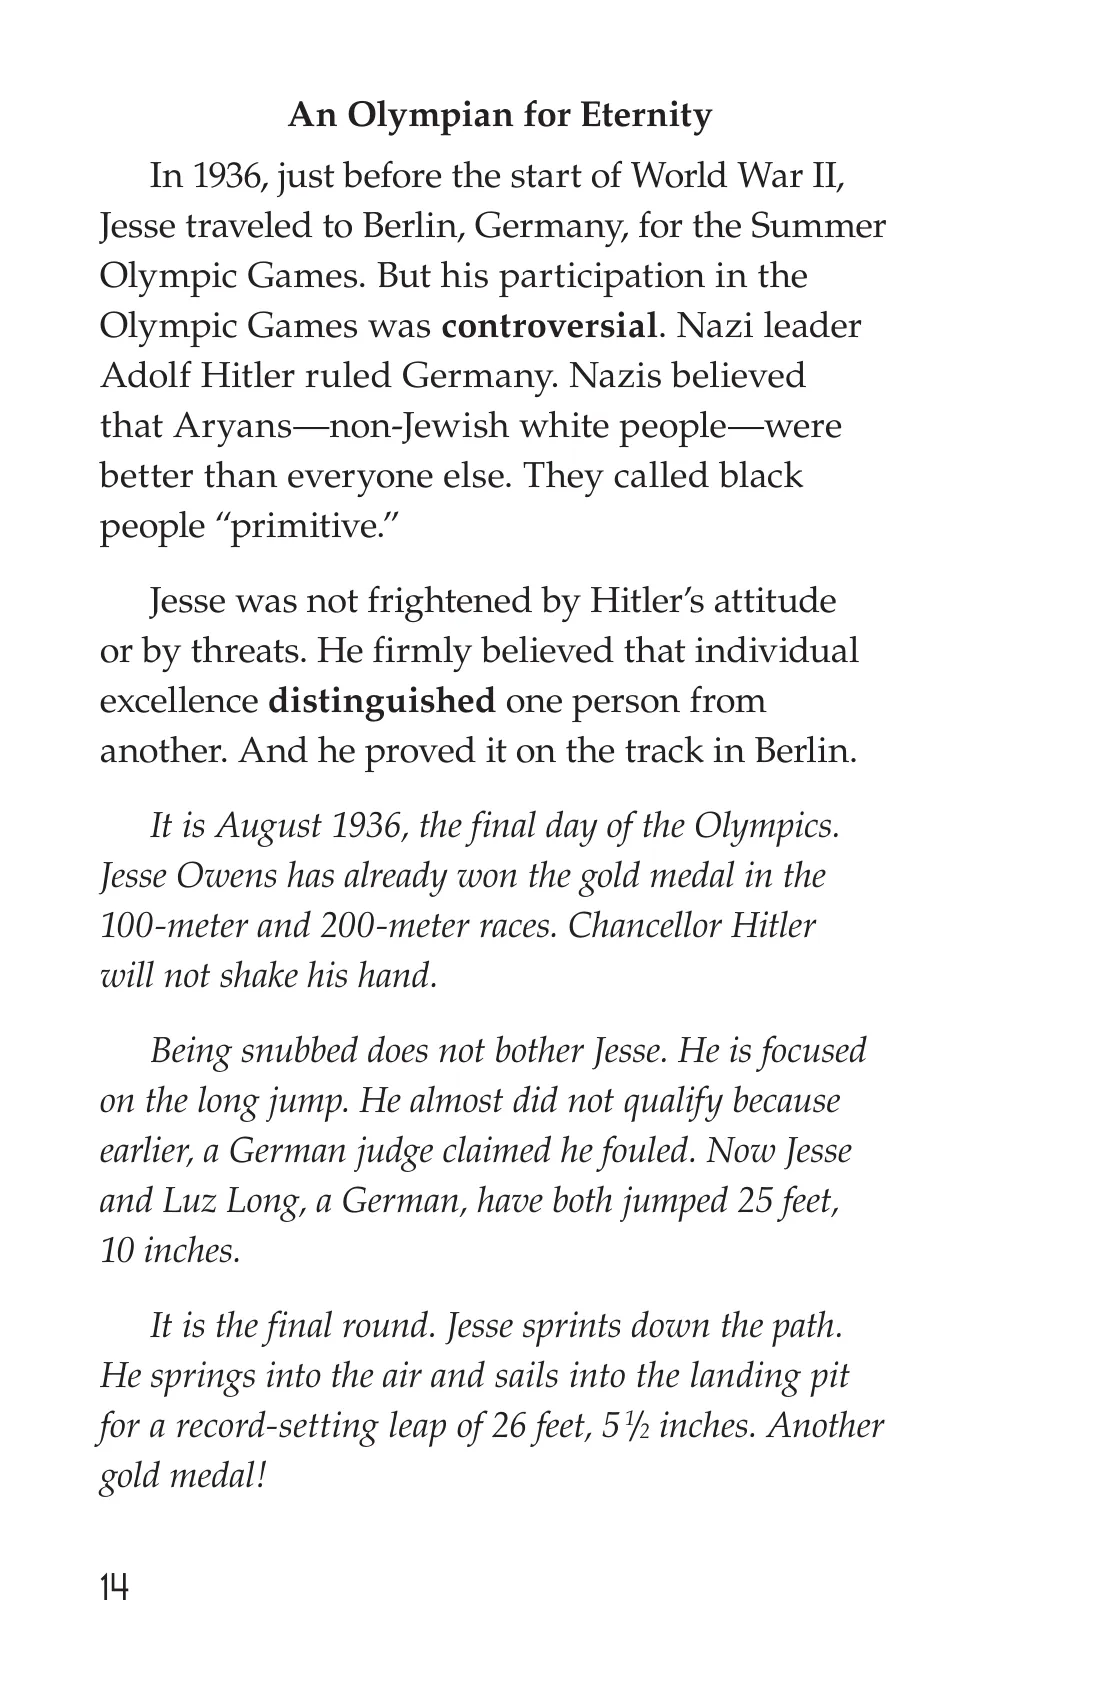 An Olympian for Eternity
In 1936, just before the start of World War II,
Jesse traveled to Berlin, Germany, for the Summer
Olympic Games. But his participation in the
Olympic Games was controversial. Nazi leader
Adolf Hitler ruled Germany. Nazis believed
that Aryans—non-Jewish white people—were
better than everyone else. They called black
people “primitive.”
Jesse was not frightened by Hitler’s attitude
or by threats. He firmly believed that individual
excellence distinguished one person from
another. And he proved it on the track in Berlin.
It is August 1936, the final day of the Olympics.
Jesse Owens has already won the gold medal in the
100-meter and 200-meter races. Chancellor Hitler
will not shake his hand.
Being snubbed does not bother Jesse. He is focused
on the long jump. He almost did not qualify because
earlier, a German judge claimed he fouled. Now Jesse
and Luz Long, a German, have both jumped 25 feet,
10 inches.
It is the final round. Jesse sprints down the path.
He springs into the air and sails into the landing pit
for a record-setting leap of 26 feet, 5 ½ inches. Another
gold medal!
14